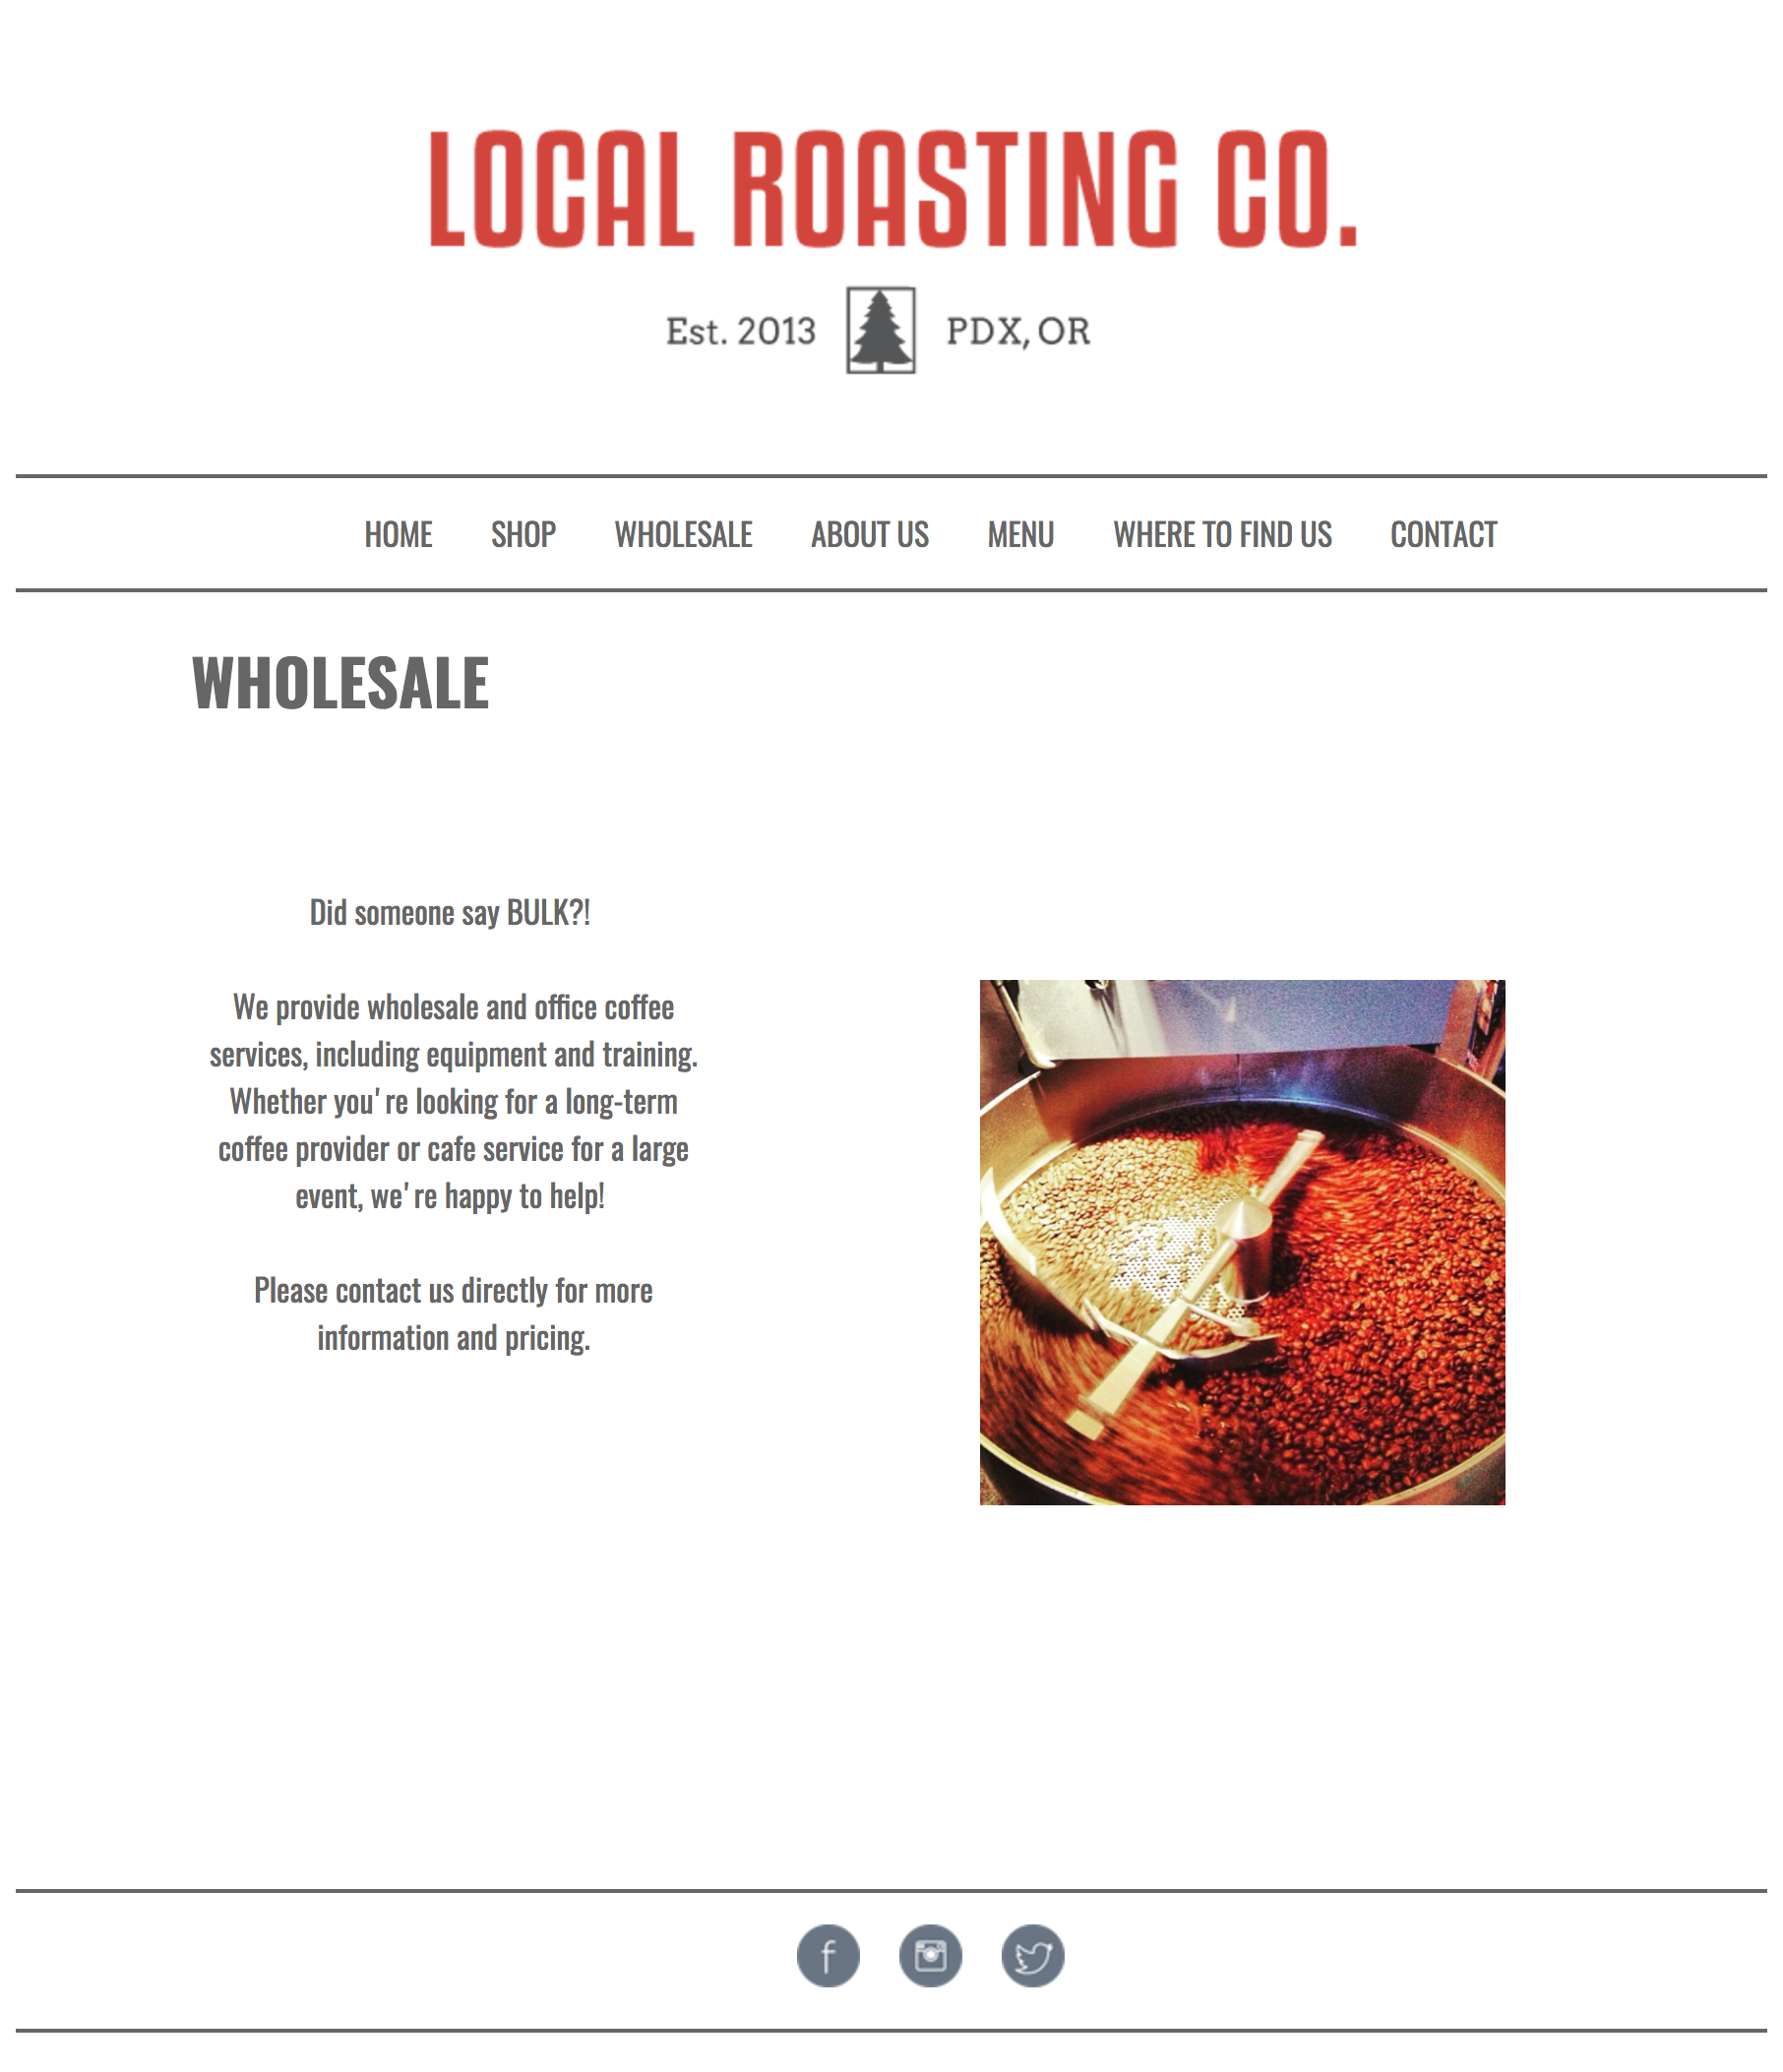 LOCAL ROASTING CO.
Est. 2013 PDX, OR
HOME SHOP WHOLESALE ABOUT US MENU WHERE TO FIND US CONTACT
WHOLESALE
Did someone say BULK?!
We provide wholesale and office coffee
services, including equipment and training.
Whether you're looking for a long-term
coffee provider or cafe service for a large
event, we're happy to help!
Please contact us directly for more
information and pricing.